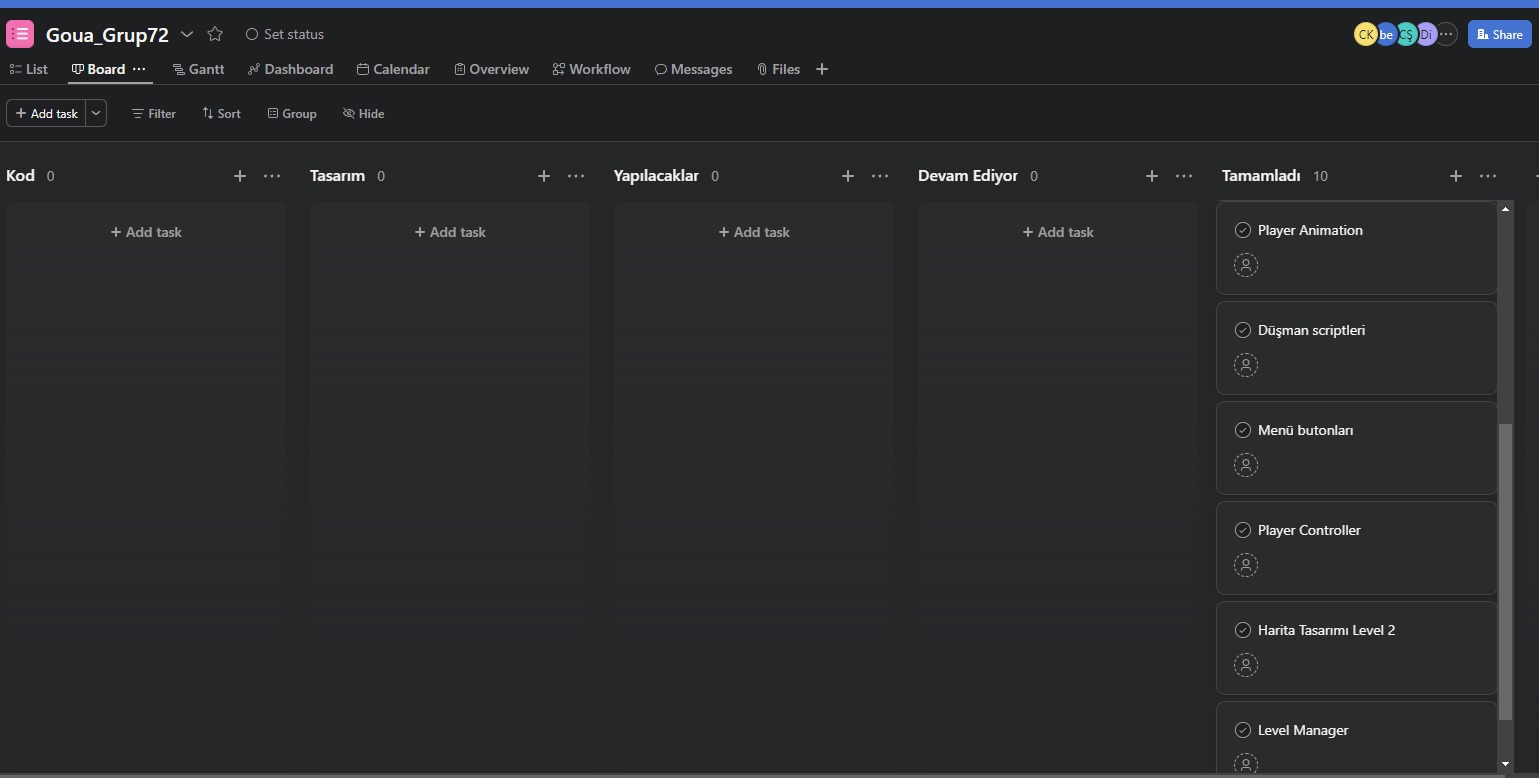 Goua_Grup72 Set status CK be CŞ Di Share
List Board Gantt Dashboard Calendar Overview Workflow Messages Files
Add task Filter Sort Group Hide
Kod 0 Tasarım 0 Yapılacaklar 0 Devam Ediyor 0 Tamamladı 10
+ Add task + Add task + Add task + Add task
Player Animation
Düşman scriptleri
Menü butonları
Player Controller
Harita Tasarımı Level 2
Level Manager